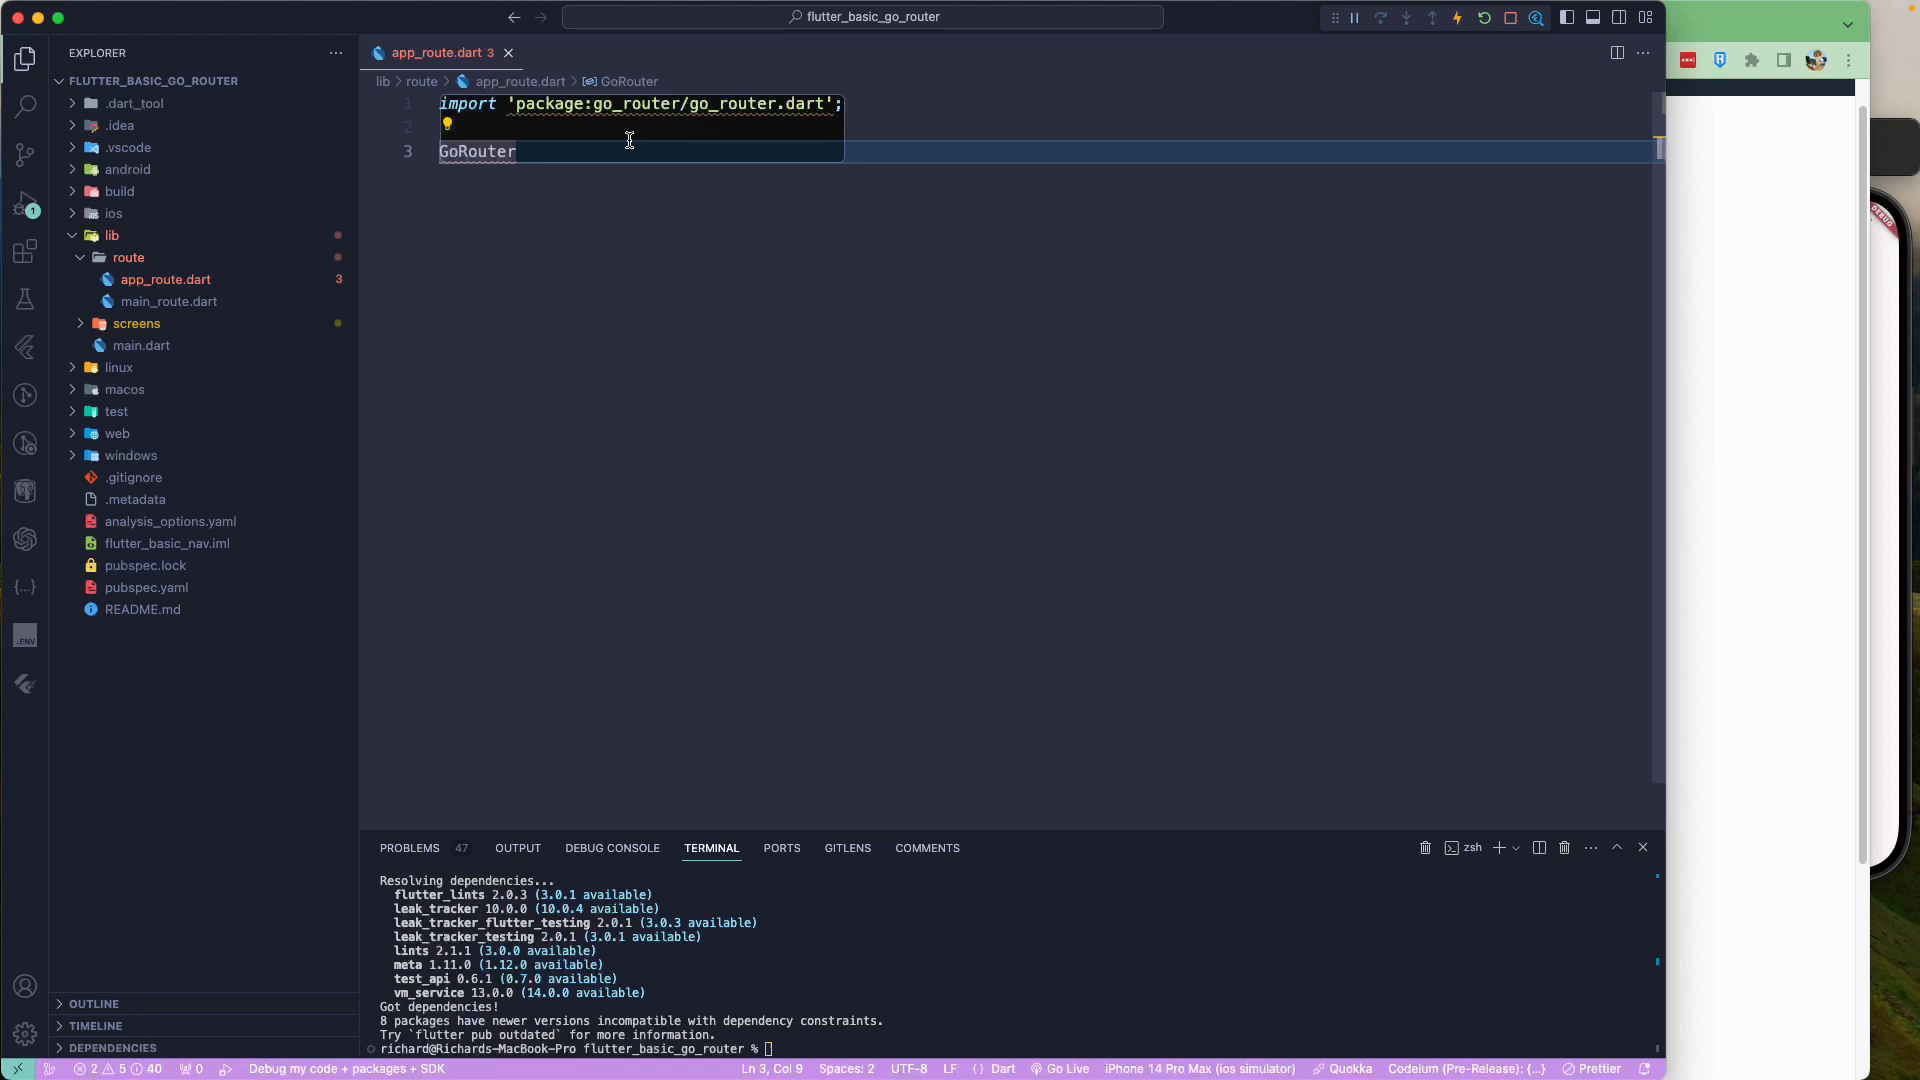 flutter_basic_go_router
EXPLORER
FLUTTER_BASIC_GO_ROUTER
.dart_tool
.idea
.vscode
android
build
ios
lib
route
app_route.dart 3
main_route.dart
screens
main.dart
linux
macos
test
web
windows
.gitignore
.metadata
analysis_options.yaml
flutter_basic_nav.iml
pubspec.lock
pubspec.yaml
README.md
OUTLINE
TIMELINE
DEPENDENCIES
1
.ENV
app_route.dart 3
lib > route > app_route.dart > GoRouter
1 import 'package:go_router/go_router.dart';
2
3 GoRouter
DEBUG
PROBLEMS 47 OUTPUT DEBUG CONSOLE TERMINAL PORTS GITLENS COMMENTS
zsh
Resolving dependencies...
flutter_lints 2.0.3 (3.0.1 available)
leak_tracker 10.0.0 (10.0.4 available)
leak_tracker_flutter_testing 2.0.1 (3.0.3 available)
leak_tracker_testing 2.0.1 (3.0.1 available)
lints 2.1.1 (3.0.0 available)
meta 1.11.0 (1.12.0 available)
test_api 0.6.1 (0.7.0 available)
vm_service 13.0.0 (14.0.0 available)
Got dependencies!
8 packages have newer versions incompatible with dependency constraints.
Try `flutter pub outdated` for more information.
richard@Richards-MacBook-Pro flutter_basic_go_router %
2 5 40 0 Debug my code + packages + SDK Ln 3, Col 9 Spaces: 2 UTF-8 LF { } Dart Go Live iPhone 14 Pro Max (ios simulator) Quokka Codeium (Pre-Release): {...} Prettier